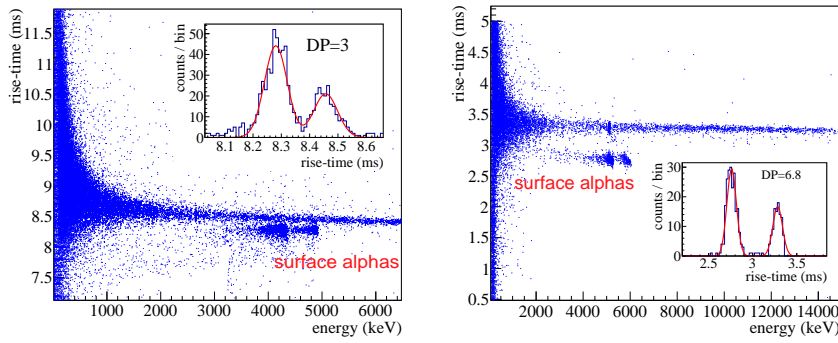 rise-time (ms)
11.5
11
10.5
10
9.5
9
8.5
8
7.5
1000 2000 3000 4000 5000 6000
energy (keV)
surface alphas
counts / bin
50
40
30
20
10
0
8.1 8.2 8.3 8.4 8.5 8.6
rise-time (ms)
DP=3
rise-time (ms)
5
4.5
4
3.5
3
2.5
2
1.5
1
0.5
2000 4000 6000 8000 10000 12000 14000
energy (keV)
surface alphas
counts / bin
30
20
10
0
2.5 3 3.5
rise-time (ms)
DP=6.8